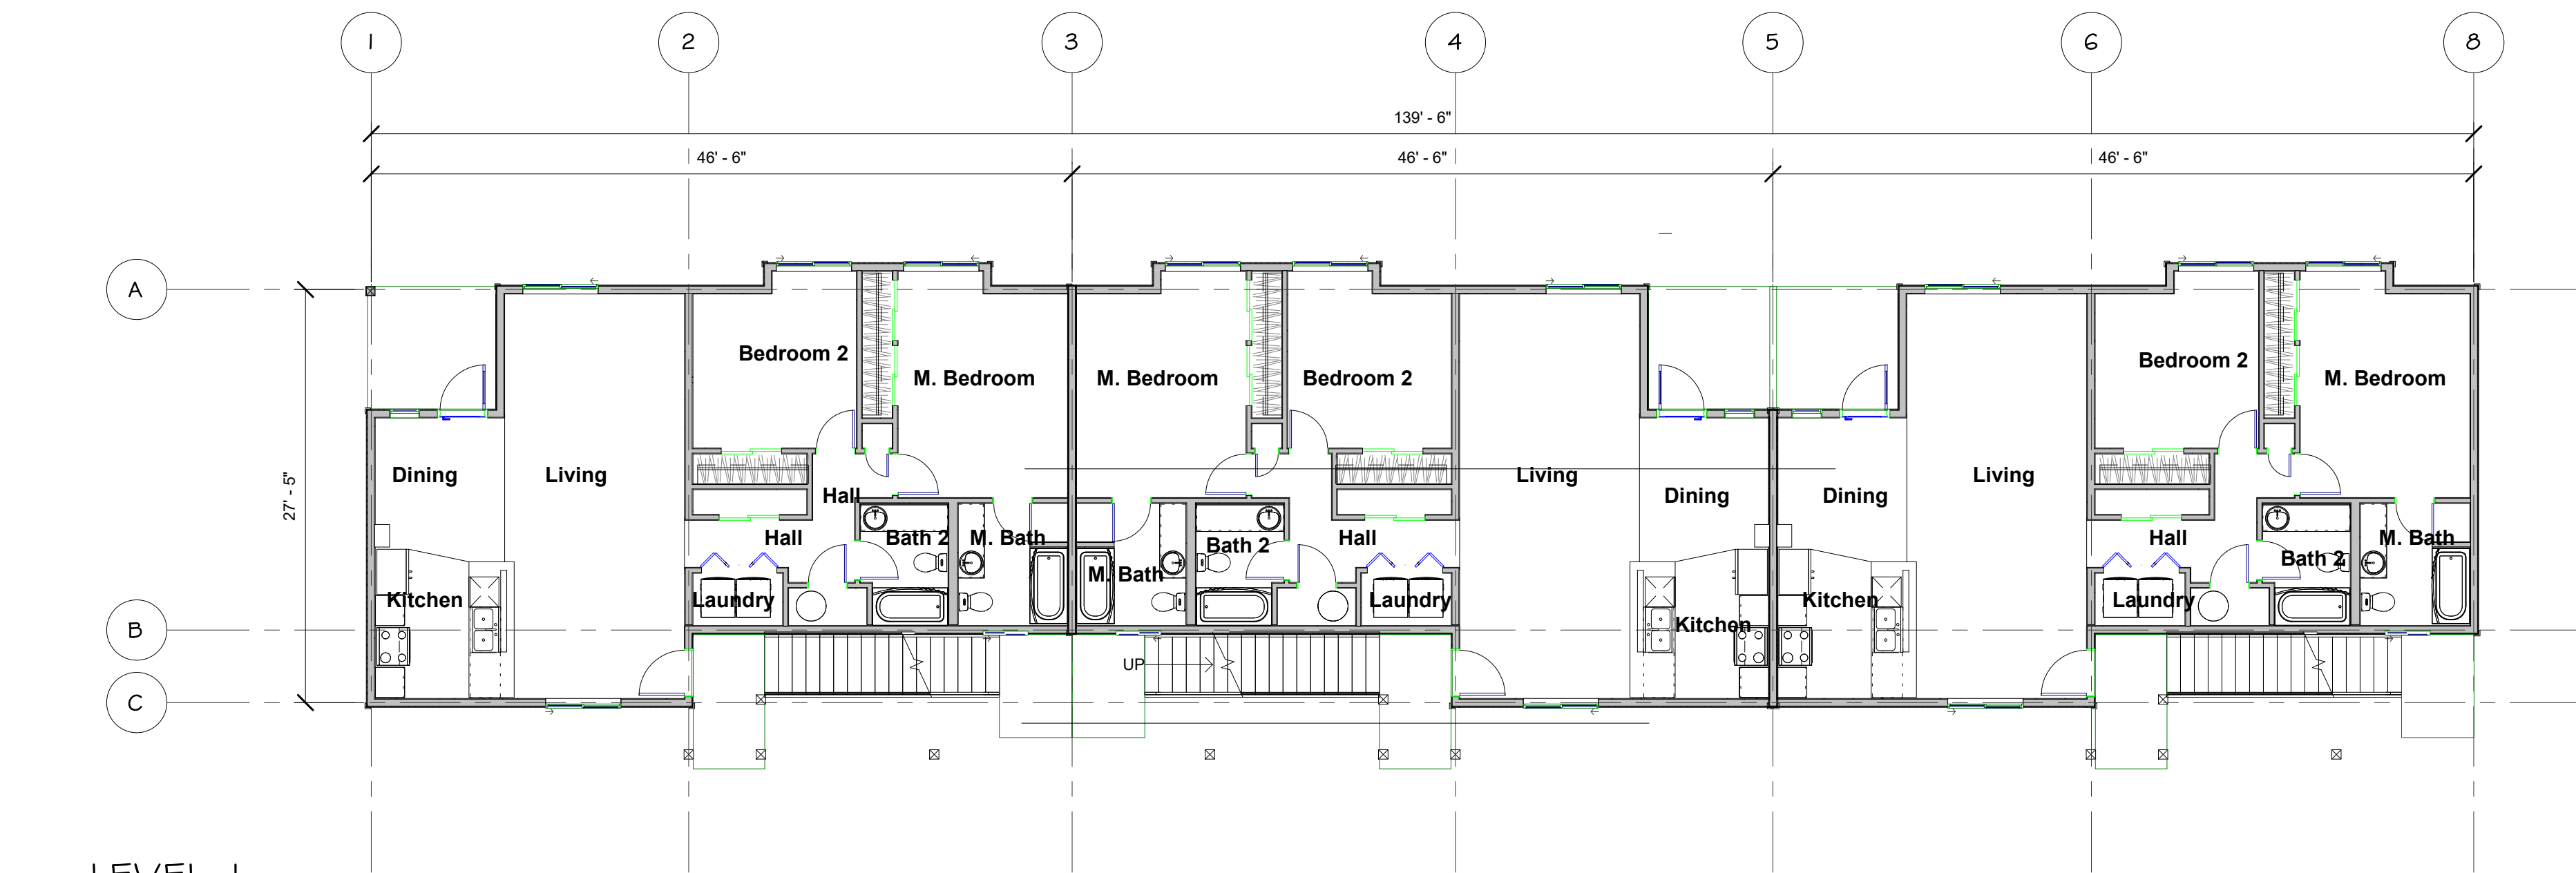 1 2 3 4 5 6 8
139' - 6"
46' - 6" 46' - 6" 46' - 6"
A
Bedroom 2 Bedroom 2
M. Bedroom M. Bedroom Bedroom 2 M. Bedroom
27' - 5"
Dining Living Living Living
Hall Dining Dining
Hall Bath 2 M. Bath Hall Hall M. Bath
Bath 2 Bath 2
M. Bath
Kitchen Laundry Laundry Kitchen Laundry
B
Kitchen
UP
C
LEVEL 1